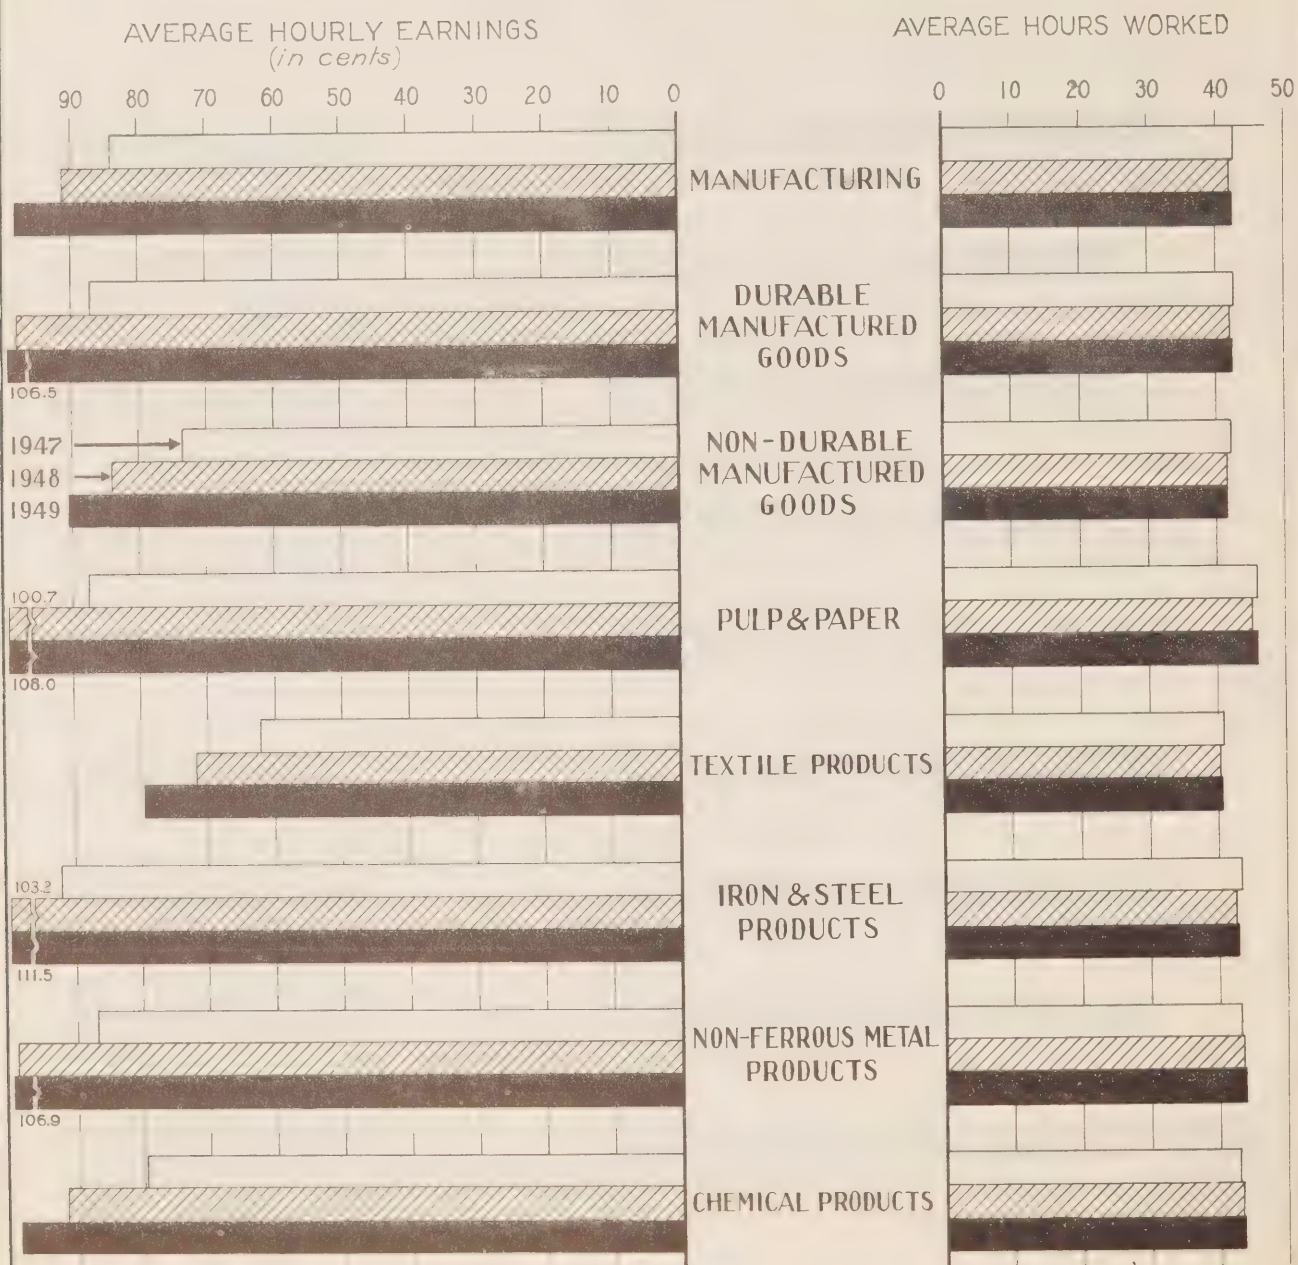 AVERAGE HOURLY EARNINGS
(in cents)
90 80 70 60 50 40 30 20 10 0
AVERAGE HOURS WORKED
0 10 20 30 40 50
MANUFACTURING
DURABLE
MANUFACTURED
GOODS
106.5
1947
1948
1949
NON-DURABLE
MANUFACTURED
GOODS
100.7
PULP & PAPER
108.0
TEXTILE PRODUCTS
103.2
IRON & STEEL
PRODUCTS
111.5
NON-FERROUS METAL
PRODUCTS
106.9
CHEMICAL PRODUCTS